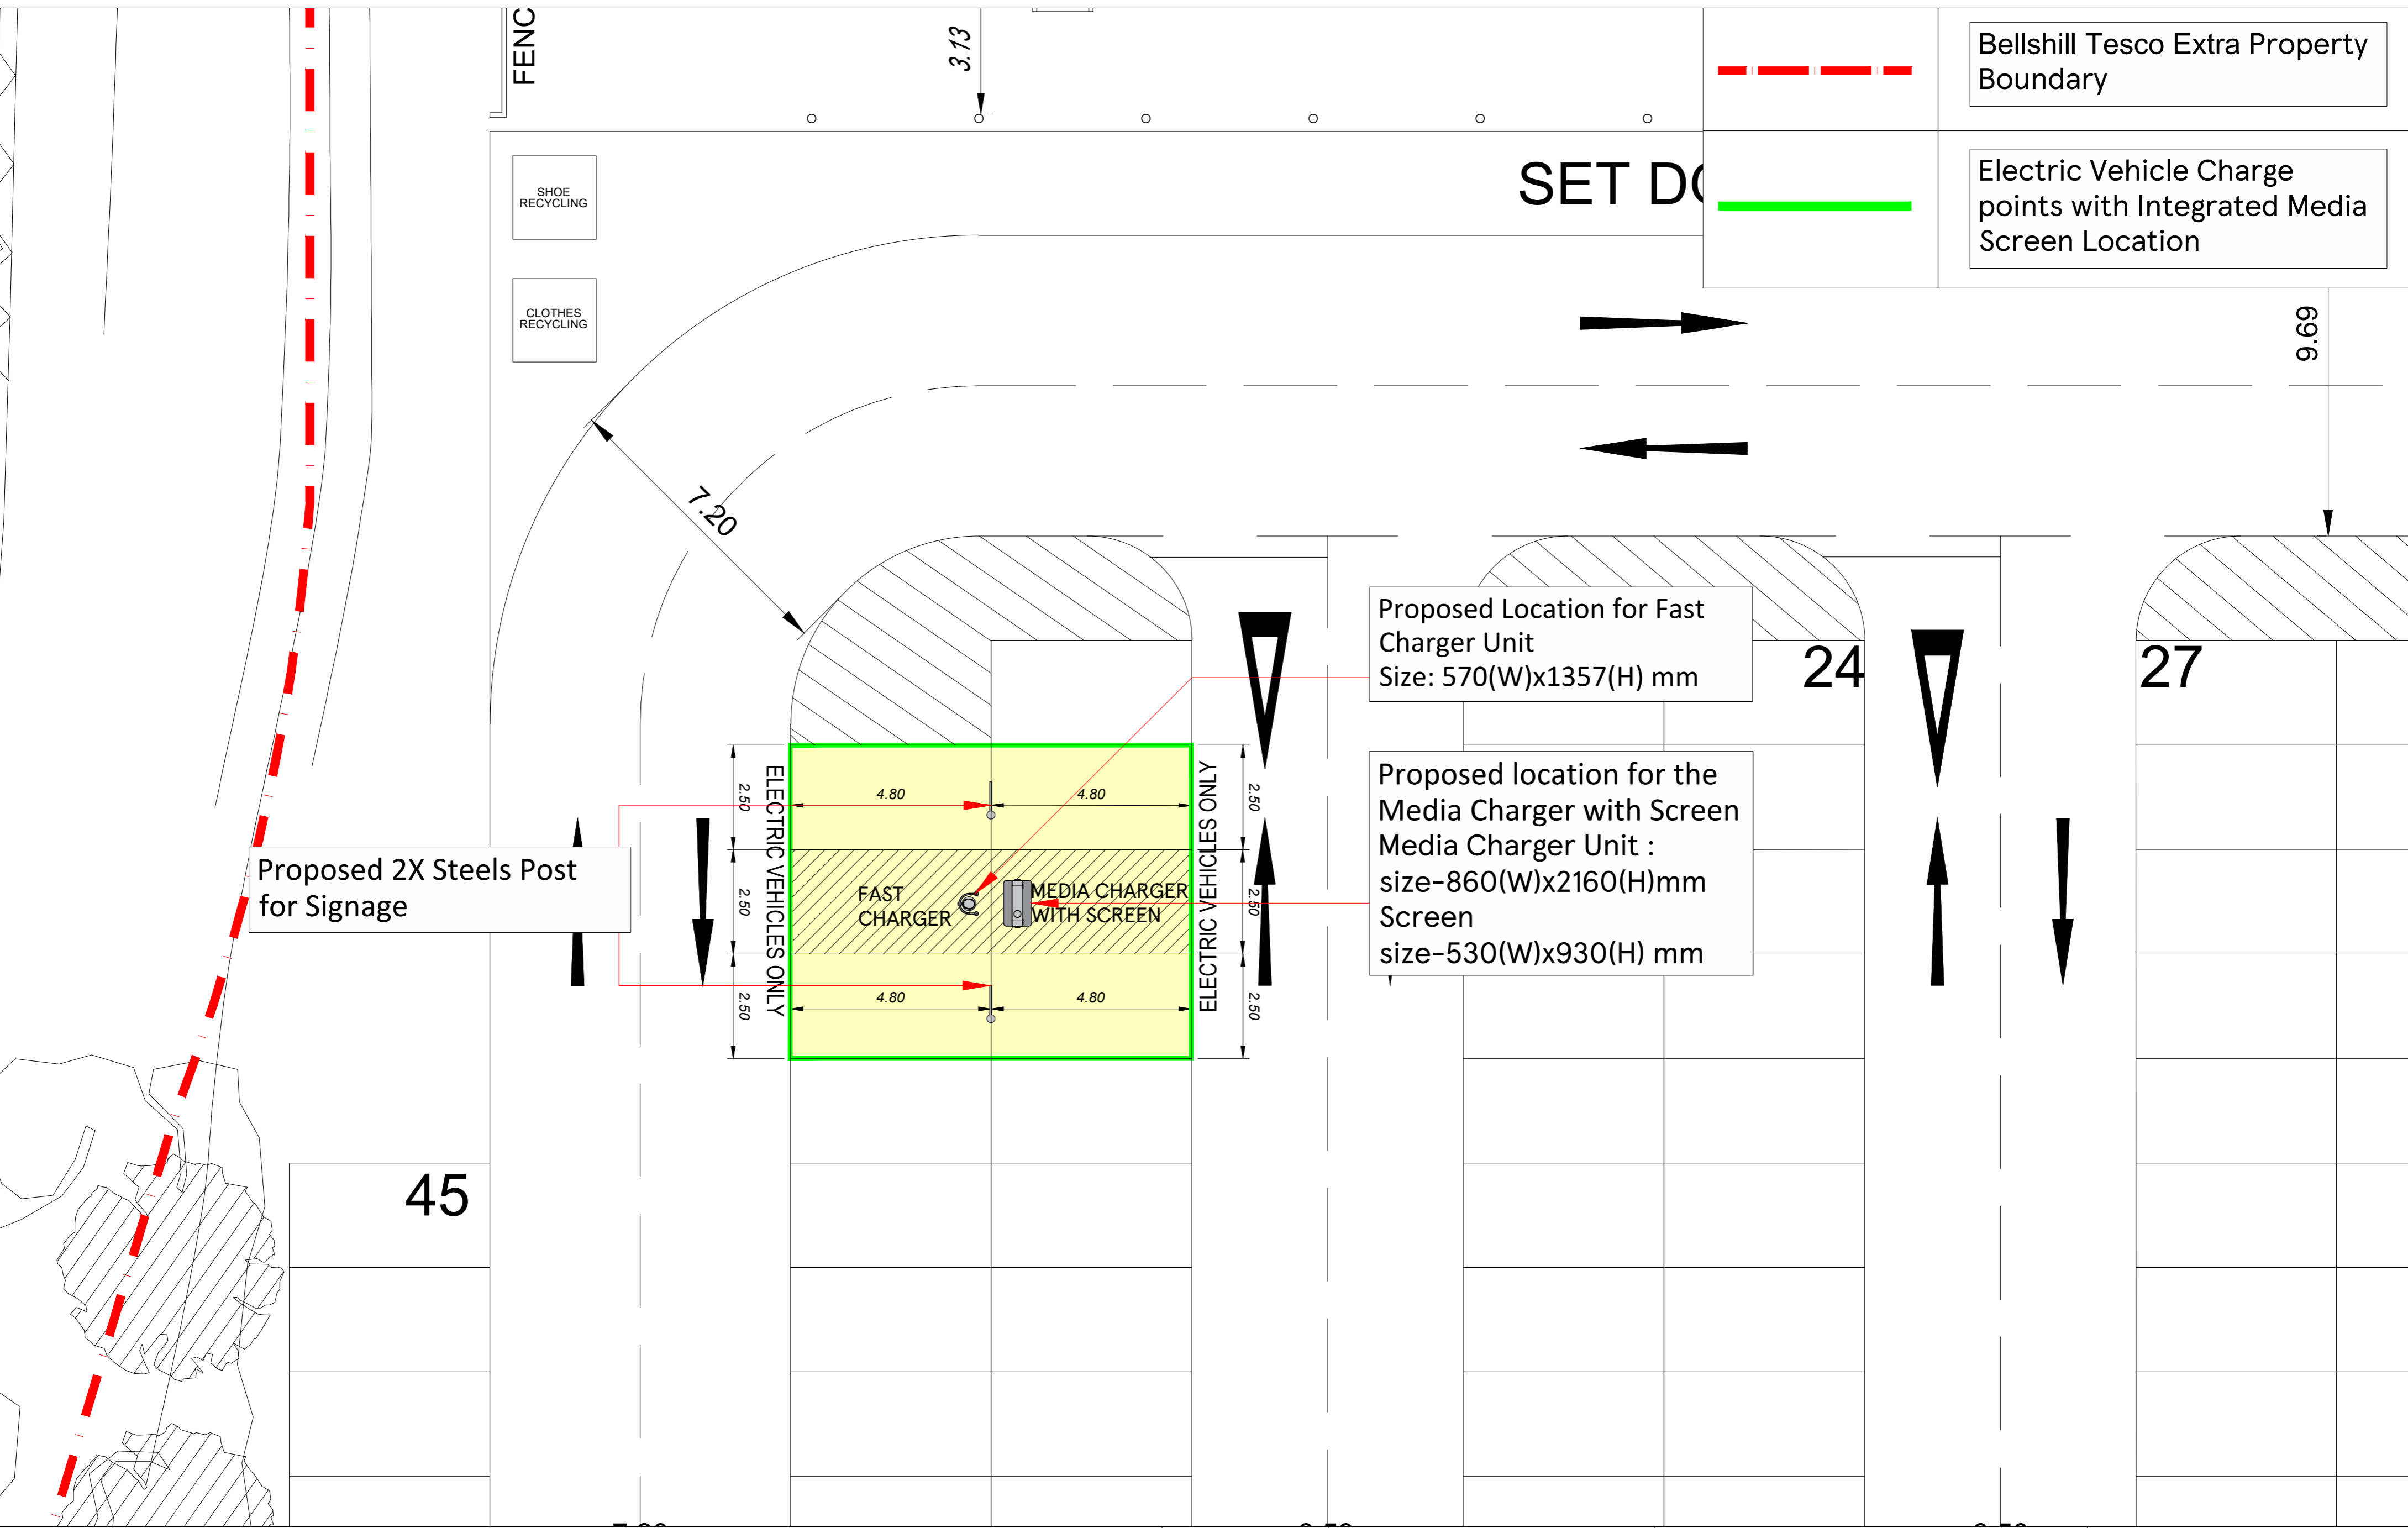 FENC
3.13
Bellshill Tesco Extra Property
Boundary
SHOE
RECYCLING
SET DO
Electric Vehicle Charge
points with Integrated Media
Screen Location
CLOTHES
RECYCLING
9.69
7.20
Proposed Location for Fast
Charger Unit
Size: 570(W)x1357(H) mm
24
27
Proposed location for the
Media Charger with Screen
Media Charger Unit :
size-860(W)x2160(H)mm
Screen
size-530(W)x930(H) mm
2.50
2.50
2.50
ELECTRIC VEHICLES ONLY
4.80
4.80
FAST
CHARGER
MEDIA CHARGER
WITH SCREEN
4.80
4.80
ELECTRIC VEHICLES ONLY
2.50
2.50
2.50
Proposed 2X Steels Post
for Signage
45